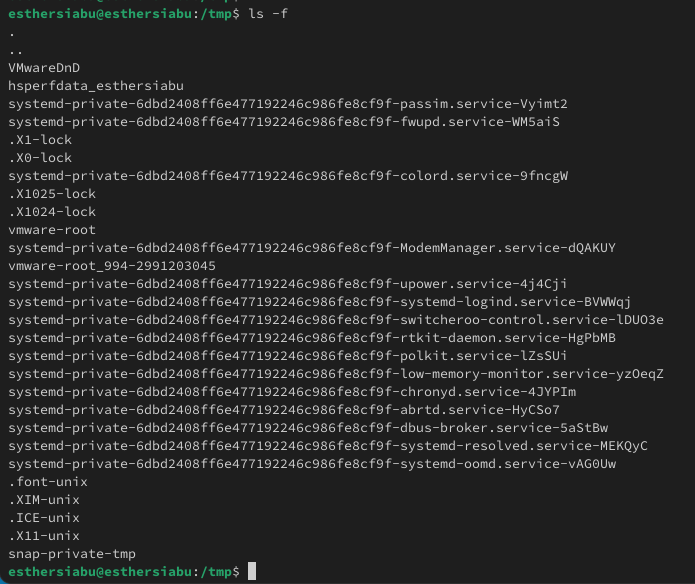 esthersiabu@esthersiabu:/tmp$ ls -f
.
..
VMwareDnD
hsperfdata_esthersiabu
systemd-private-6dbd2408ff6e477192246c986fe8cf9f-passim.service-Vyimt2
systemd-private-6dbd2408ff6e477192246c986fe8cf9f-fwupd.service-WM5aiS
.X1-lock
.X0-lock
systemd-private-6dbd2408ff6e477192246c986fe8cf9f-colord.service-9fncgW
.X1025-lock
.X1024-lock
vmware-root
systemd-private-6dbd2408ff6e477192246c986fe8cf9f-ModemManager.service-dQAKUY
vmware-root_994-2991203045
systemd-private-6dbd2408ff6e477192246c986fe8cf9f-upower.service-4j4Cji
systemd-private-6dbd2408ff6e477192246c986fe8cf9f-systemd-logind.service-BVWWqj
systemd-private-6dbd2408ff6e477192246c986fe8cf9f-switcheroo-control.service-lDUO3e
systemd-private-6dbd2408ff6e477192246c986fe8cf9f-rtkit-daemon.service-HgPbMB
systemd-private-6dbd2408ff6e477192246c986fe8cf9f-polkit.service-lZsSUi
systemd-private-6dbd2408ff6e477192246c986fe8cf9f-low-memory-monitor.service-yzOeqZ
systemd-private-6dbd2408ff6e477192246c986fe8cf9f-chronyd.service-4JYPIm
systemd-private-6dbd2408ff6e477192246c986fe8cf9f-abrtd.service-HyCSo7
systemd-private-6dbd2408ff6e477192246c986fe8cf9f-dbus-broker.service-5aStBw
systemd-private-6dbd2408ff6e477192246c986fe8cf9f-systemd-resolved.service-MEKQyC
systemd-private-6dbd2408ff6e477192246c986fe8cf9f-systemd-oomd.service-vAG0Uw
.font-unix
.XIM-unix
.ICE-unix
.X11-unix
snap-private-tmp
esthersiabu@esthersiabu:/tmp$